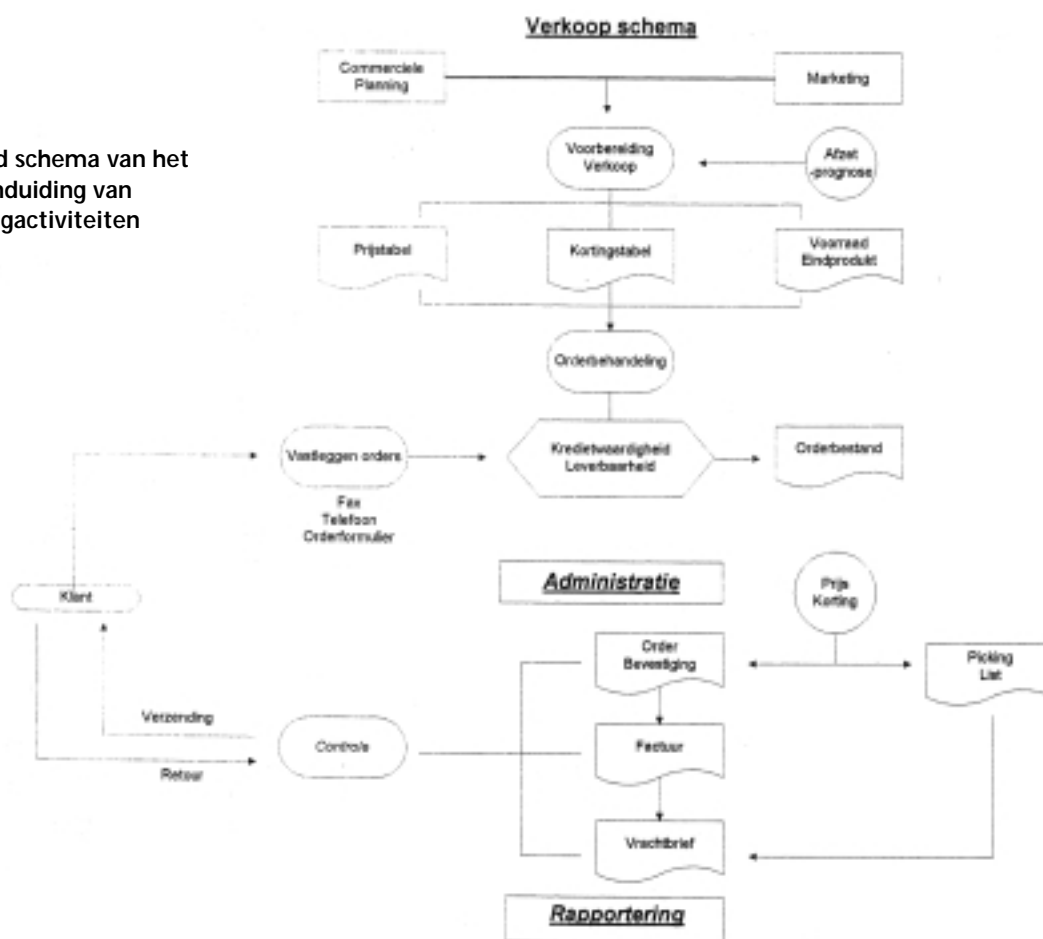 Verkoop schema
Commerciele
Planning
Marketing
d schema van het
nduiding van
gactiviteiten
Voorbereiding
Verkoop
Afzet
-prognose
Prijstabel
Kortingstabel
Voorraad
Eindprodukt
Orderbehandeling
Vastleggen orders
Kredietwaardigheid
Leverbaarheid
Orderbestand
Fax
Telefoon
Orderformulier
Administratie
Prijs
Korting
Klant
Order
Bevestiging
Picking
List
Verzending
Controle
Factuur
Retour
Vrachtbrief
Rapportering